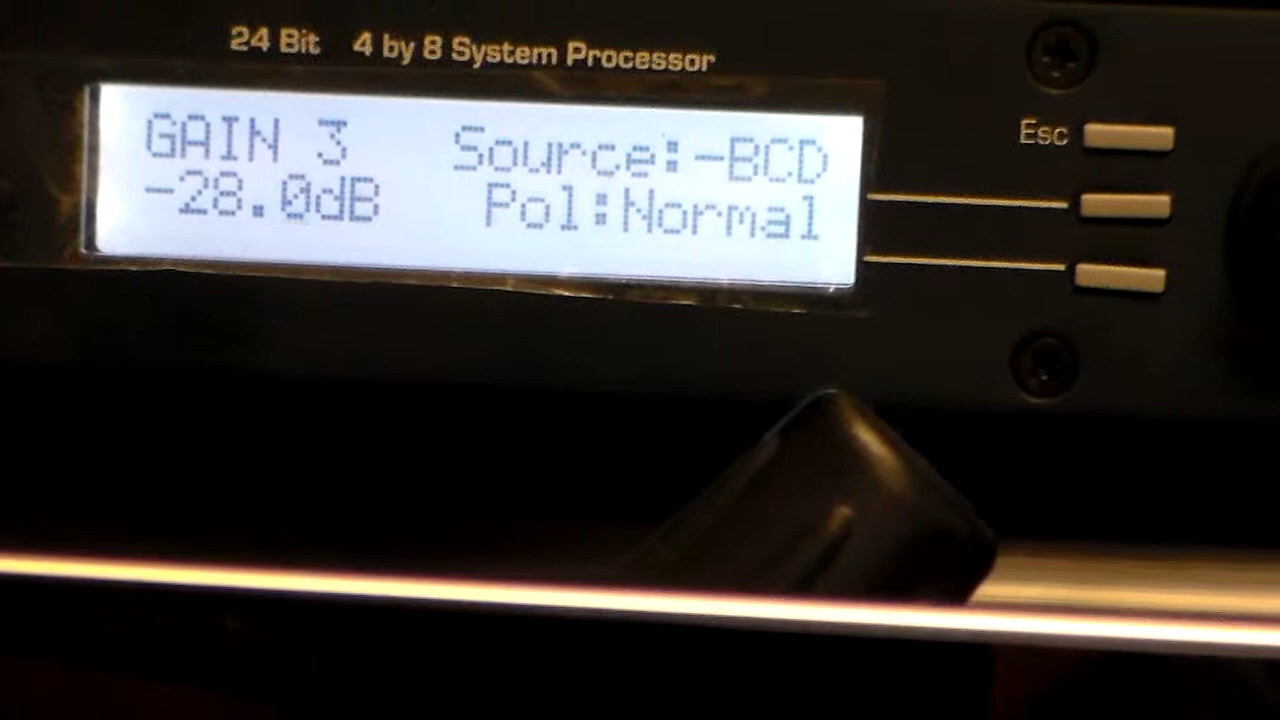 24 Bit 4 by 8 System Processor
GAIN 3 Source:-BCD
-28.0dB Pol:Normal
Esc